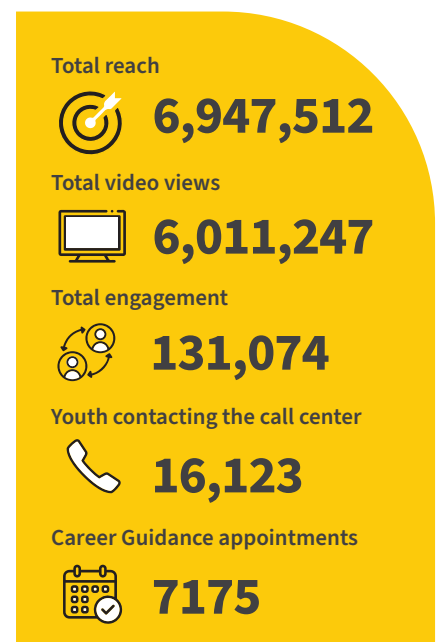 Total reach
6,947,512
Total video views
6,011,247
Total engagement
131,074
Youth contacting the call center
16,123
Career Guidance appointments
7175